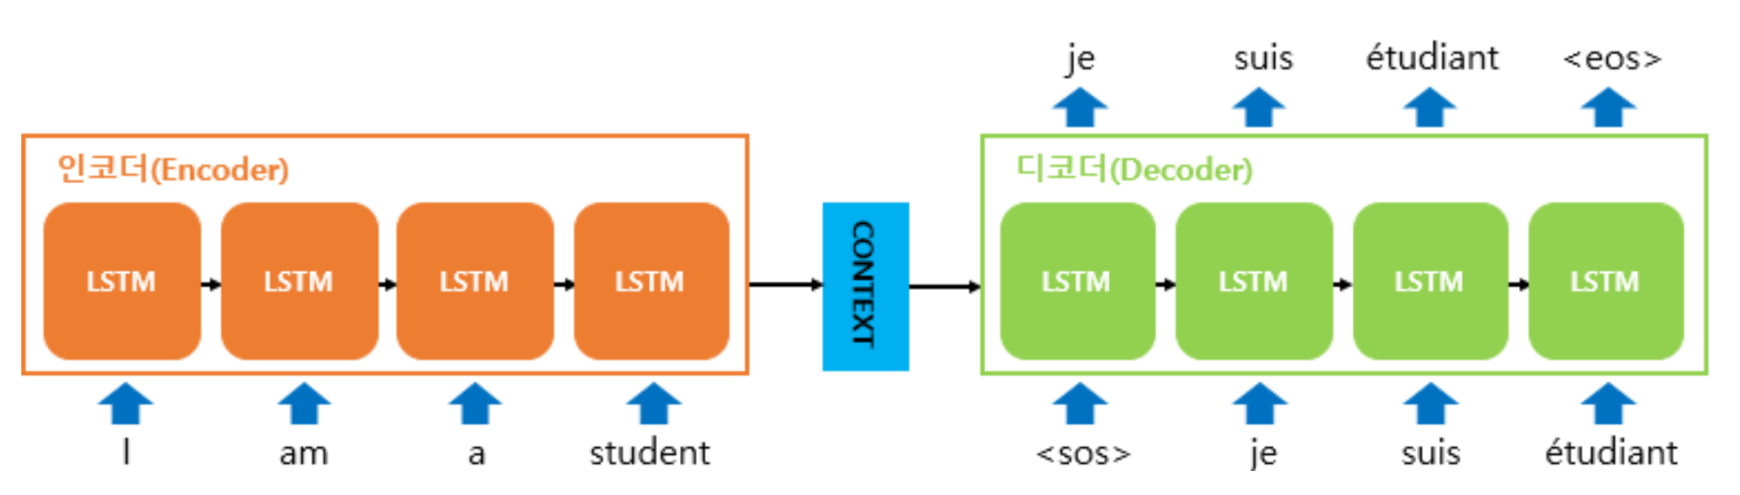 je suis étudiant <eos>
인코더(Encoder)
디코더(Decoder)
LSTM LSTM LSTM LSTM
CONTEXT
LSTM LSTM LSTM LSTM
I am a student
<sos> je suis étudiant